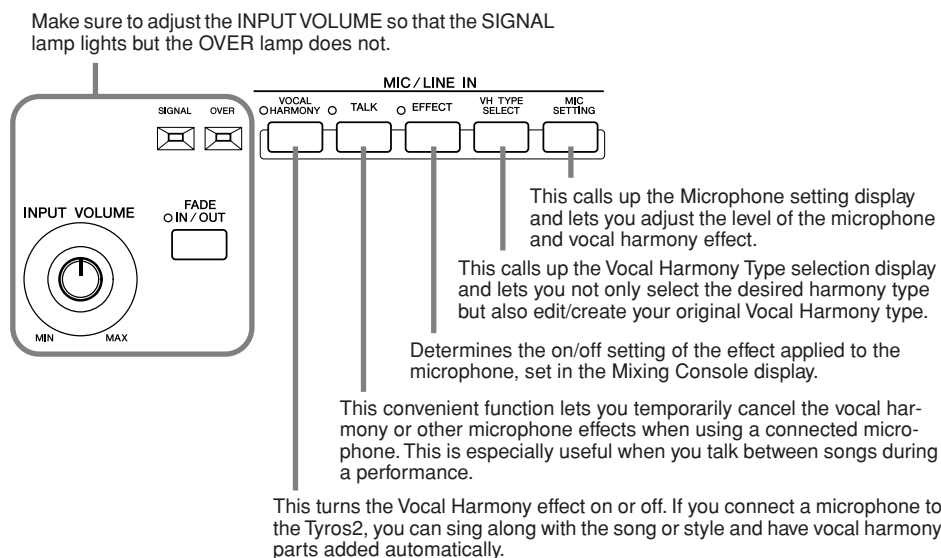 Make sure to adjust the INPUT VOLUME so that the SIGNAL
lamp lights but the OVER lamp does not.
MIC / LINE IN
SIGNAL
OVER
VOCAL
HARMONY
TALK
EFFECT
VH TYPE
SELECT
MIC
SETTING
INPUT VOLUME
FADE
IN / OUT
MIN
MAX
This calls up the Microphone setting display
and lets you adjust the level of the microphone
and vocal harmony effect.
This calls up the Vocal Harmony Type selection display
and lets you not only select the desired harmony type
but also edit/create your original Vocal Harmony type.
Determines the on/off setting of the effect applied to the
microphone, set in the Mixing Console display.
This convenient function lets you temporarily cancel the vocal har-
mony or other microphone effects when using a connected micro-
phone. This is especially useful when you talk between songs during
a performance.
This turns the Vocal Harmony effect on or off. If you connect a microphone to
the Tyros2, you can sing along with the song or style and have vocal harmony
parts added automatically.